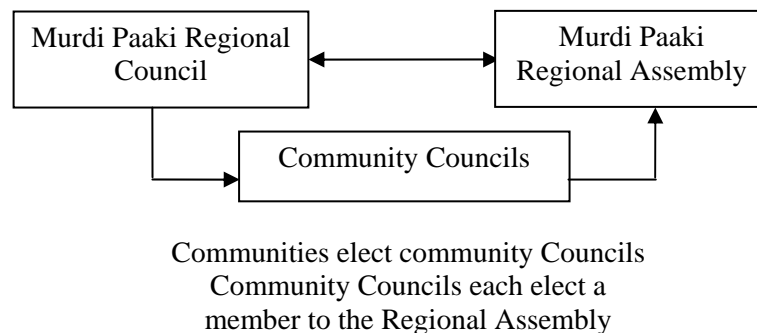 Murdi Paaki Regional
Council
Murdi Paaki
Regional Assembly
Community Councils
Communities elect community Councils
Community Councils each elect a
member to the Regional Assembly